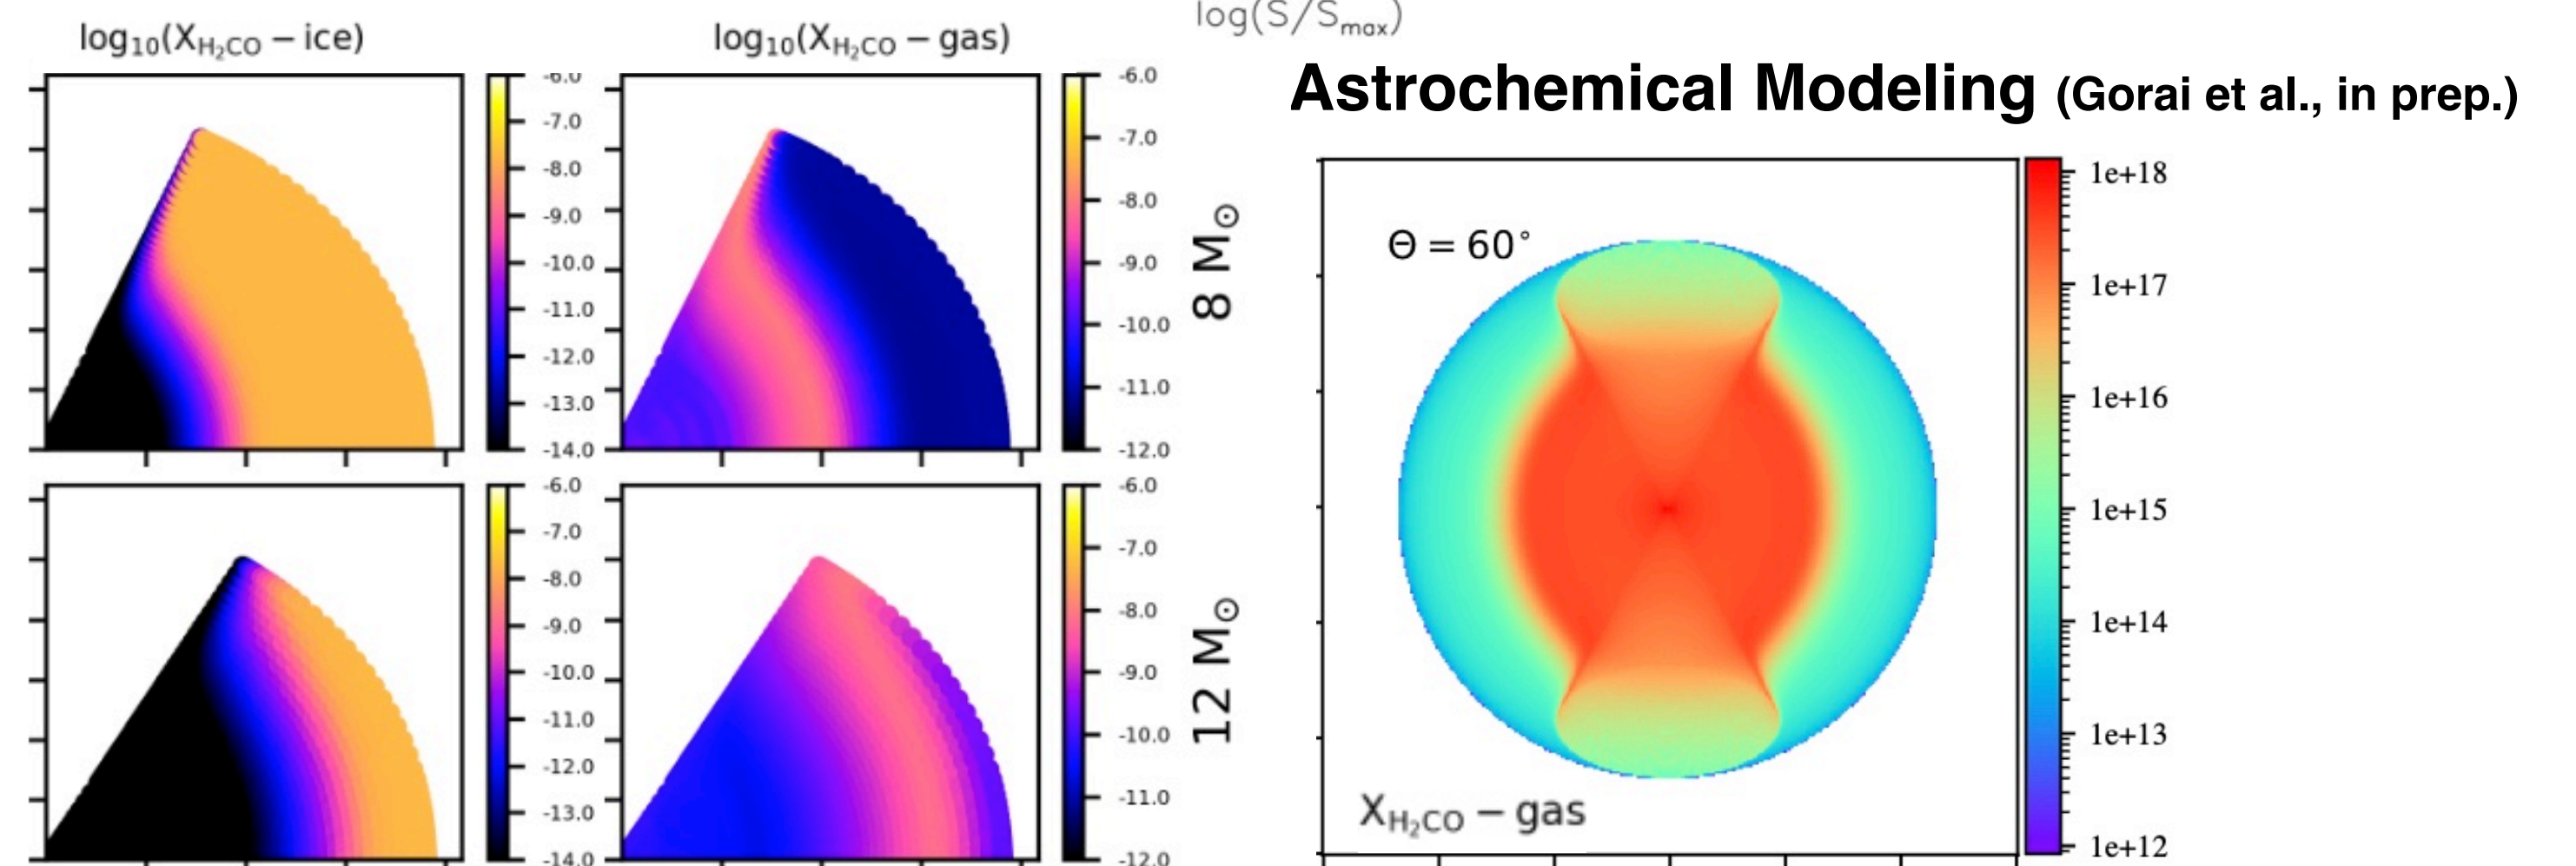 log₁₀(X_H₂CO − ice)
-6.0
-7.0
-8.0
-9.0
-10.0
-11.0
-12.0
-13.0
-14.0
log₁₀(X_H₂CO − gas)
-6.0
-7.0
-8.0
-9.0
-10.0
-11.0
-12.0
8 M⊙
-6.0
-7.0
-8.0
-9.0
-10.0
-11.0
-12.0
-13.0
-14.0
-6.0
-7.0
-8.0
-9.0
-10.0
-11.0
-12.0
12 M⊙
log(S/S_max)
Astrochemical Modeling (Gorai et al., in prep.)
Θ = 60°
X_H₂CO − gas
1e+18
1e+17
1e+16
1e+15
1e+14
1e+13
1e+12